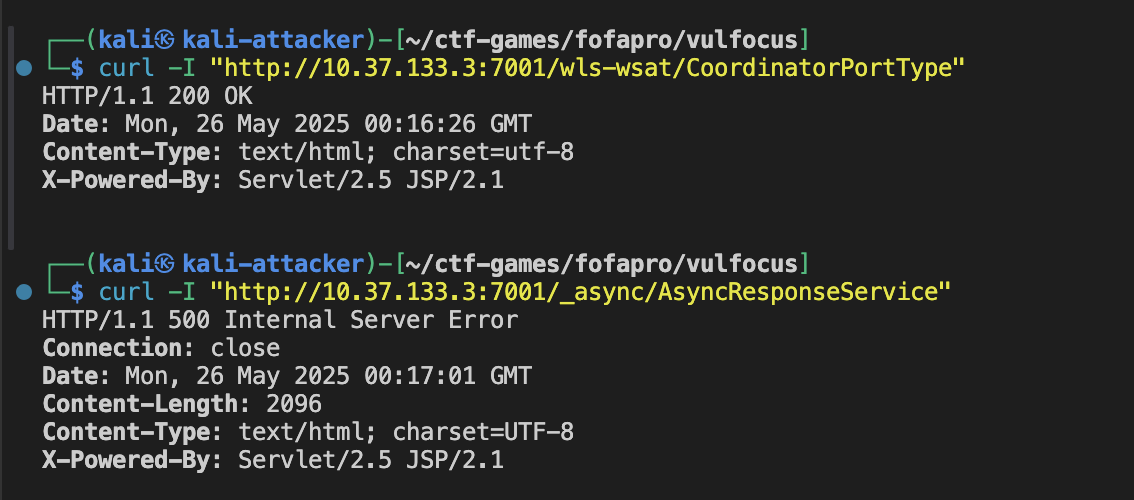 ┌──(kali㉿kali-attacker)-[~/ctf-games/fofapro/vulfocus]
└─$ curl -I "http://10.37.133.3:7001/wls-wsat/CoordinatorPortType"
HTTP/1.1 200 OK
Date: Mon, 26 May 2025 00:16:26 GMT
Content-Type: text/html; charset=utf-8
X-Powered-By: Servlet/2.5 JSP/2.1
┌──(kali㉿kali-attacker)-[~/ctf-games/fofapro/vulfocus]
└─$ curl -I "http://10.37.133.3:7001/_async/AsyncResponseService"
HTTP/1.1 500 Internal Server Error
Connection: close
Date: Mon, 26 May 2025 00:17:01 GMT
Content-Length: 2096
Content-Type: text/html; charset=UTF-8
X-Powered-By: Servlet/2.5 JSP/2.1